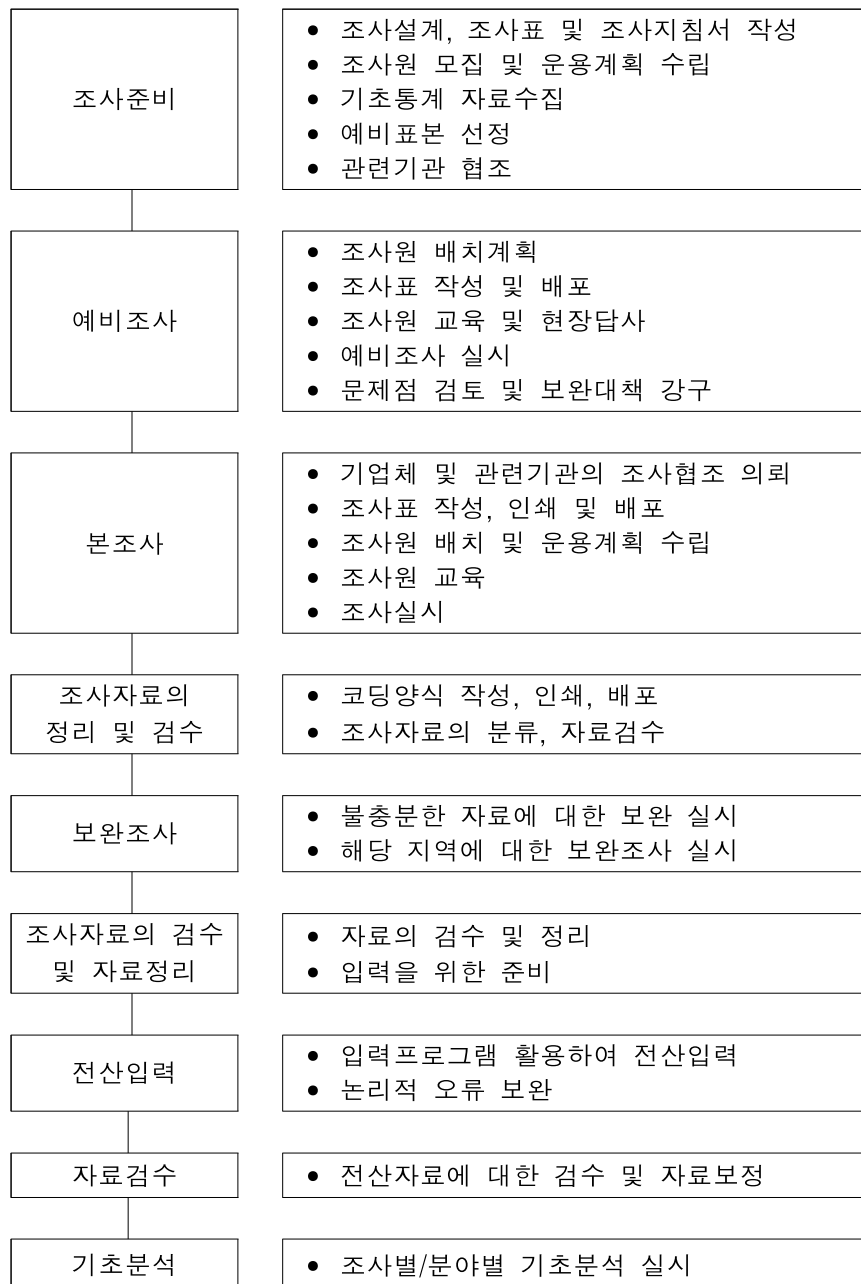 조사준비
• 조사설계, 조사표 및 조사지침서 작성
• 조사원 모집 및 운용계획 수립
• 기초통계 자료수집
• 예비표본 선정
• 관련기관 협조
예비조사
• 조사원 배치계획
• 조사표 작성 및 배포
• 조사원 교육 및 현장답사
• 예비조사 실시
• 문제점 검토 및 보완대책 강구
본조사
• 기업체 및 관련기관의 조사협조 의뢰
• 조사표 작성, 인쇄 및 배포
• 조사원 배치 및 운용계획 수립
• 조사원 교육
• 조사실시
조사자료의
정리 및 검수
• 코딩양식 작성, 인쇄, 배포
• 조사자료의 분류, 자료검수
보완조사
• 불충분한 자료에 대한 보완 실시
• 해당 지역에 대한 보완조사 실시
조사자료의 검수
및 자료정리
• 자료의 검수 및 정리
• 입력을 위한 준비
전산입력
• 입력프로그램 활용하여 전산입력
• 논리적 오류 보완
자료검수
• 전산자료에 대한 검수 및 자료보정
기초분석
• 조사별/분야별 기초분석 실시